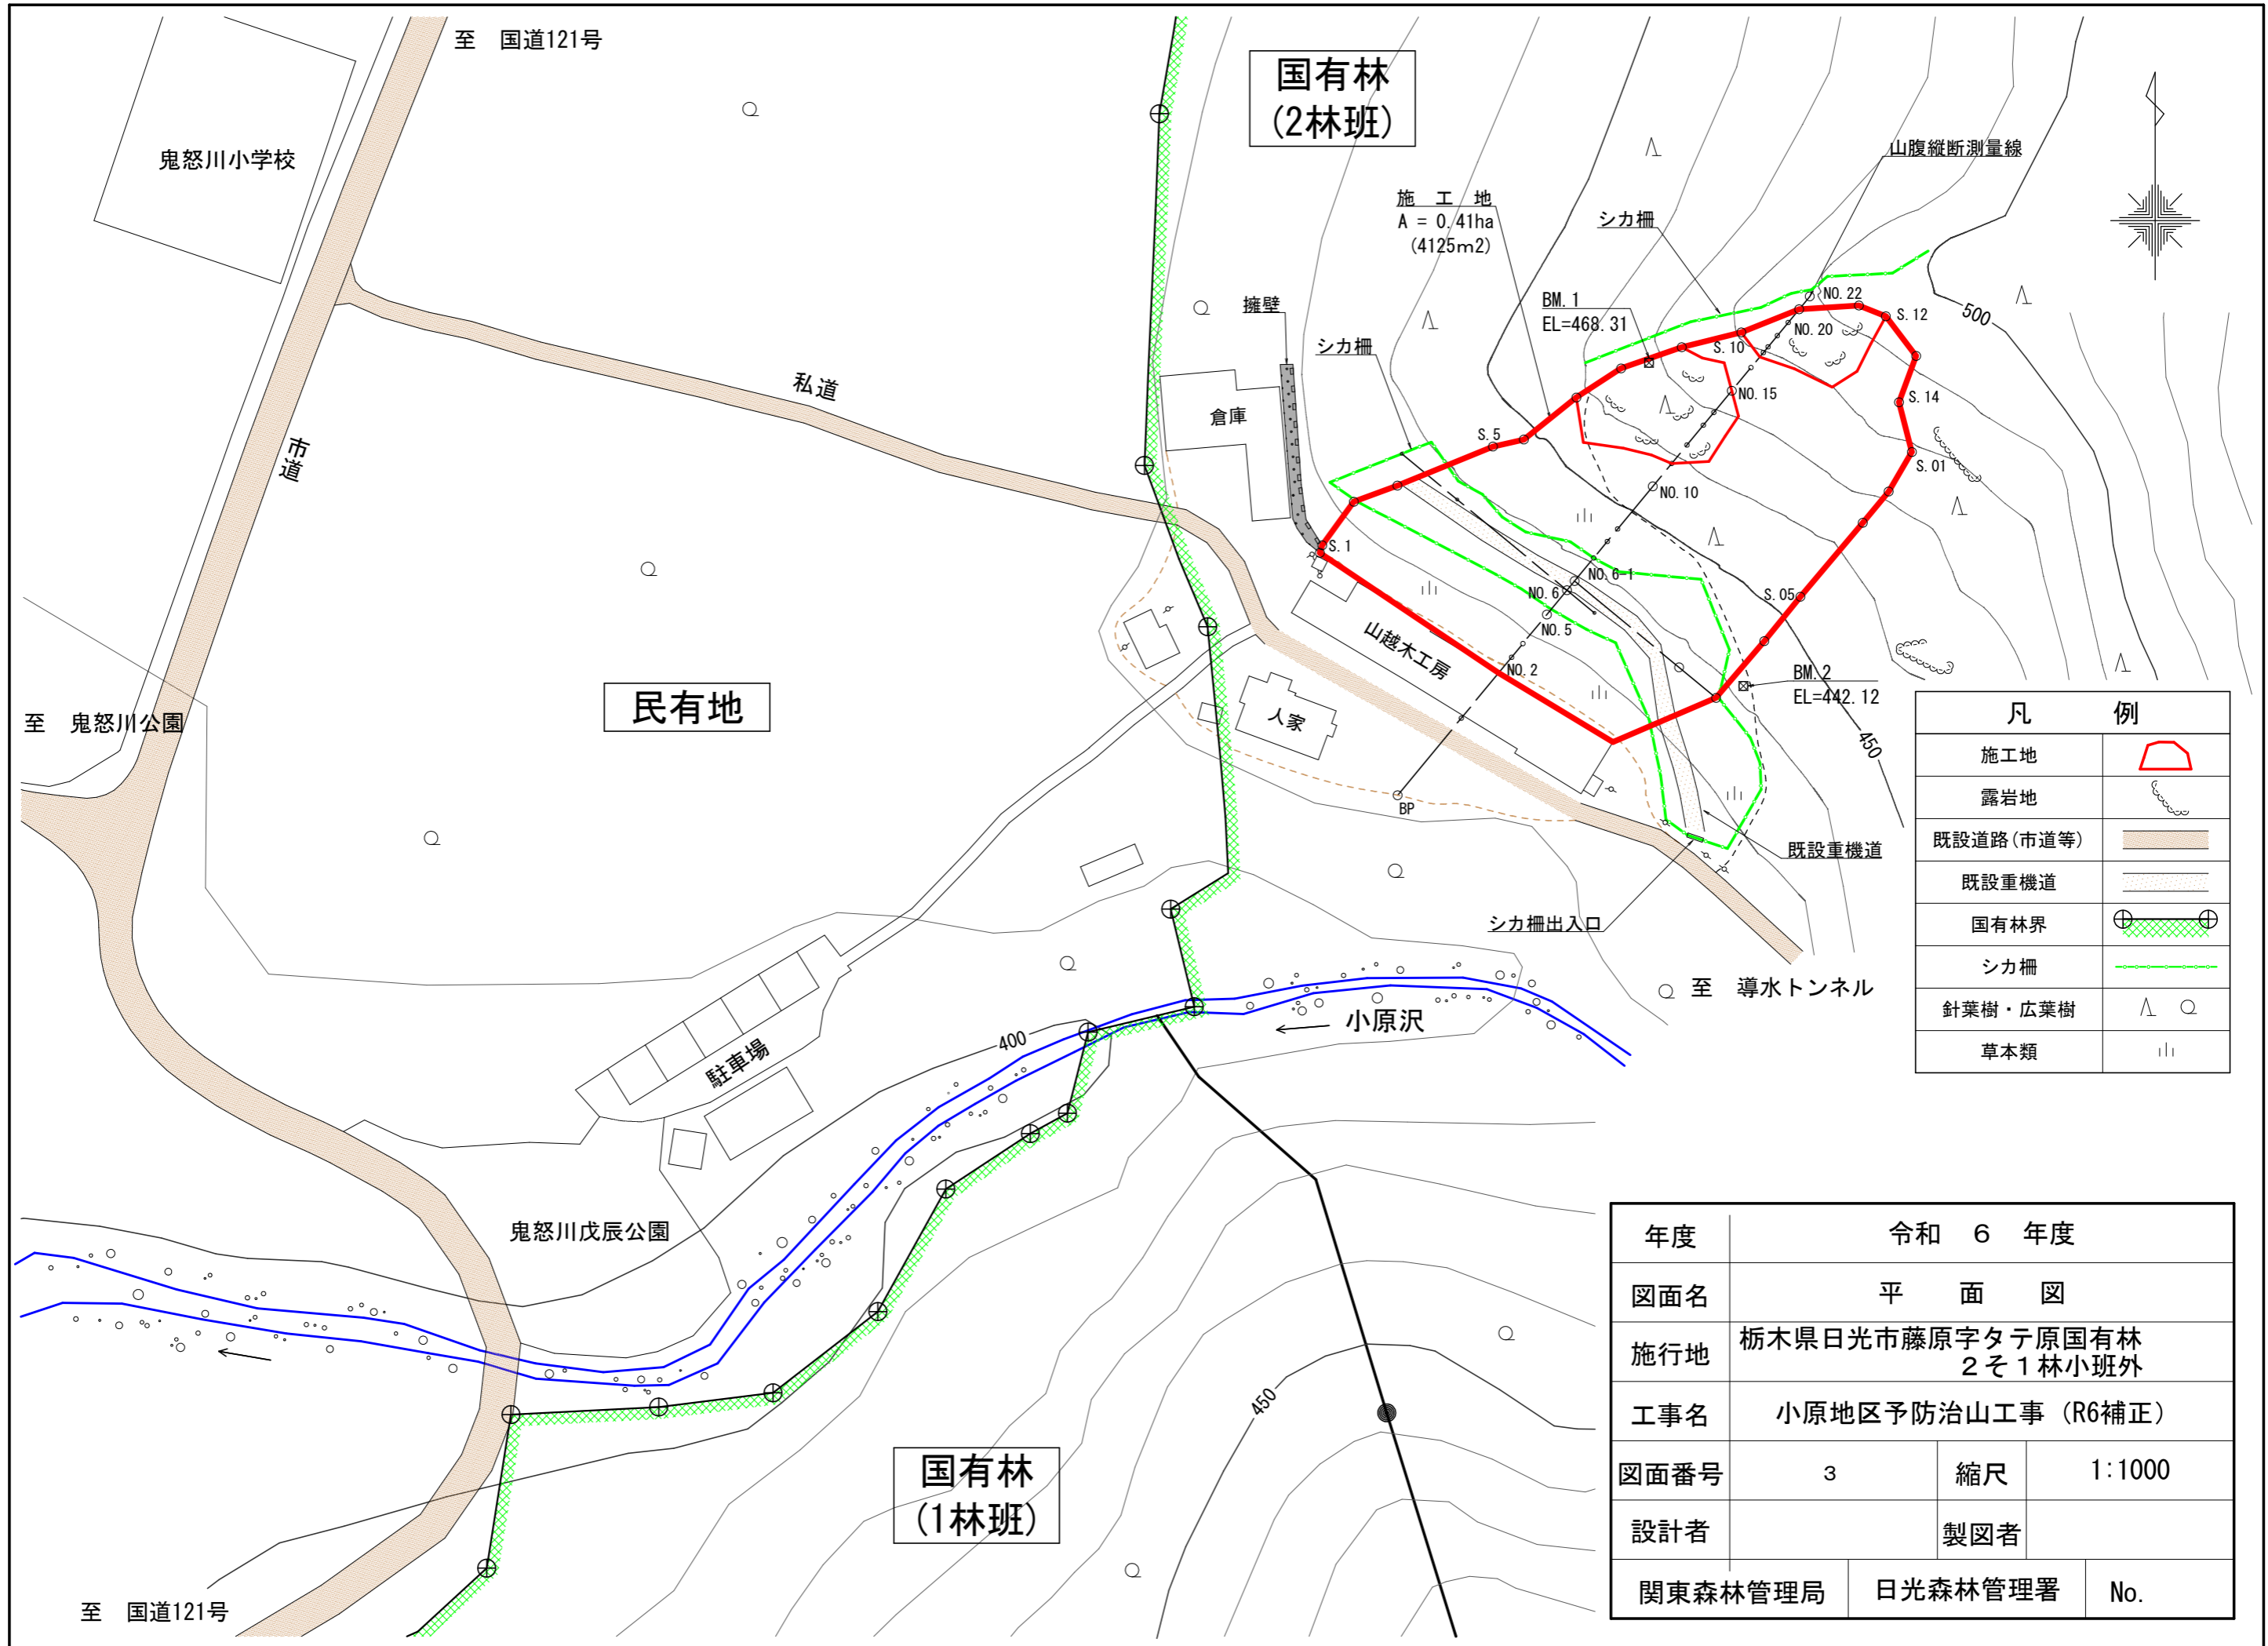 至　国道121号
鬼怒川小学校
国有林
(2林班)
山腹縦断測量線
施　工　地
A = 0.41ha
(4125m2)
シカ柵
擁壁
シカ柵
BM.1
EL=468.31
NO.22
S.12
NO.20
S.10
500
NO.15
S.14
私道
倉庫
市道
S.5
S.01
NO.10
S.1
NO.6-1
NO.6
NO.5
S.05
山越木工房
NO.2
BM.2
EL=442.12
民有地
人家
至　鬼怒川公園
450
BP
既設重機道
シカ柵出入口
至　導水トンネル
小原沢
400
駐車場
鬼怒川戊辰公園
450
国有林
(1林班)
至　国道121号
凡　例
施工地
露岩地
既設道路(市道等)
既設重機道
国有林界
シカ柵
針葉樹・広葉樹
草本類
年度　令和　6　年度
図面名　平　面　図
施行地　栃木県日光市藤原字タテ原国有林
2そ1林小班外
工事名　小原地区予防治山工事（R6補正）
図面番号　3　縮尺　1:1000
設計者　製図者
関東森林管理局　日光森林管理署　No.